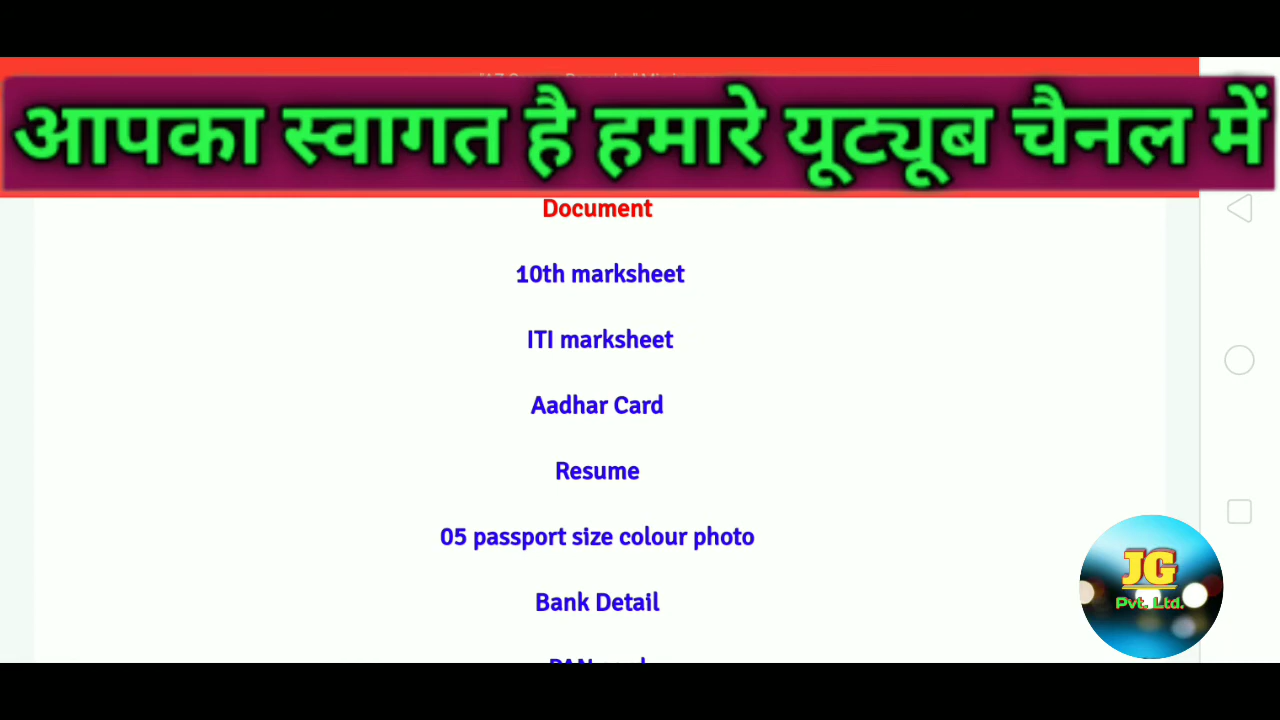 आपका स्वागत है हमारे यूट्यूब चैनल में
Document
10th marksheet
ITI marksheet
Aadhar Card
Resume
05 passport size colour photo
Bank Detail
JG
Pvt. Ltd.